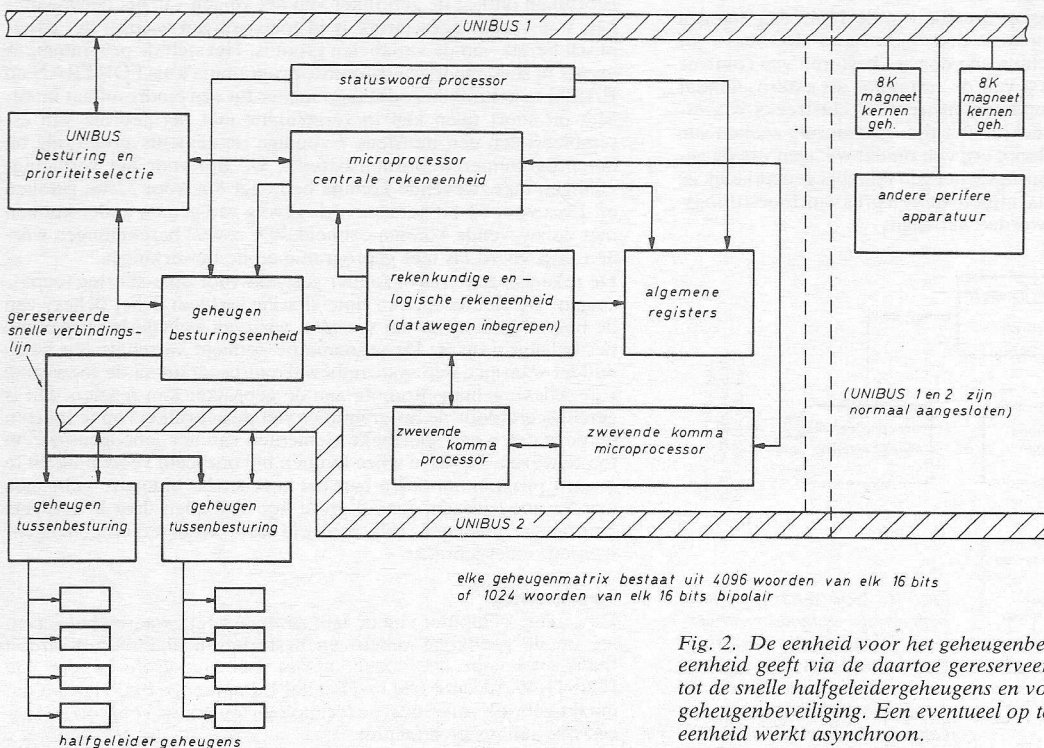 UNIBUS 1
statuswoord processor
UNIBUS
besturing en
prioriteitselectie
microprocessor
centrale rekeneenheid
8K
magneet
kernen
geh.
8K
magneet
kernen
geh.
andere perifere
apparatuur
gereserveerde
snelle verbindings-
lijn
geheugen
besturingseenheid
rekenkundige en -
logische rekeneenheid
(datawegen inbegrepen)
algemene
registers
(UNIBUS 1 en 2 zijn
normaal aangesloten)
zwevende
komma
processor
zwevende komma
microprocessor
geheugen
tussenbesturing
geheugen
tussenbesturing
UNIBUS 2
elke geheugenmatrix bestaat uit 4096 woorden van elk 16 bits
of 1024 woorden van elk 16 bits bipolair
halfgeleider geheugens
Fig. 2. De eenheid voor het geheugenbe
eenheid geeft via de daartoe gereserveer
tot de snelle halfgeleidergeheugens en vo
geheugenbeveiliging. Een eventueel op t
eenheid werkt asynchroon.